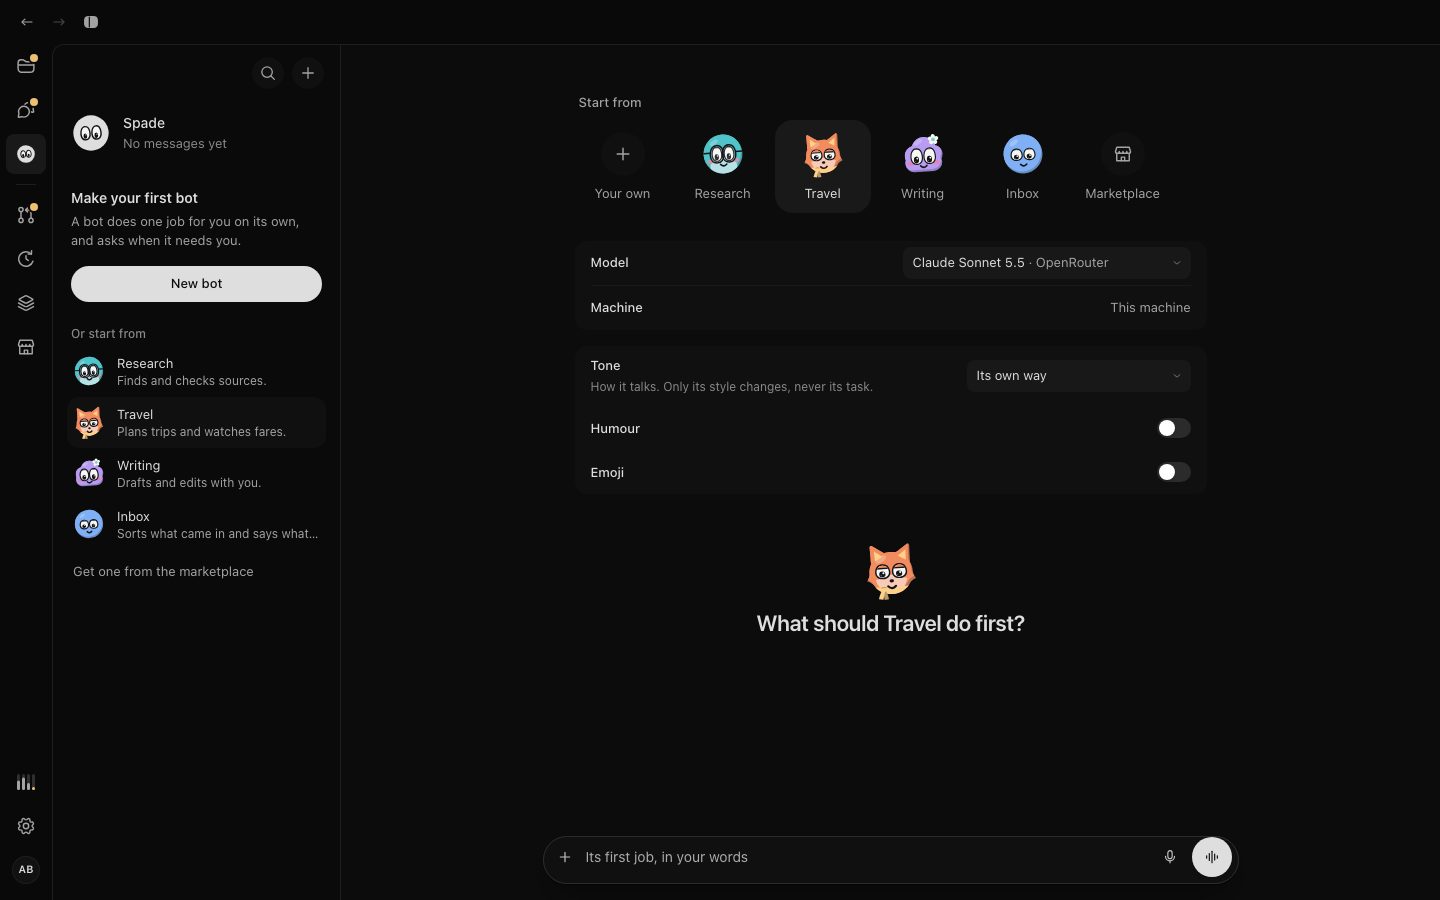 Spade
No messages yet
Make your first bot
A bot does one job for you on its own,
and asks when it needs you.
New bot
Or start from
Research
Finds and checks sources.
Travel
Plans trips and watches fares.
Writing
Drafts and edits with you.
Inbox
Sorts what came in and says what...
Get one from the marketplace
AB
Start from
Your own
Research
Travel
Writing
Inbox
Marketplace
Model
Claude Sonnet 5.5 · OpenRouter
Machine
This machine
Tone
How it talks. Only its style changes, never its task.
Its own way
Humour
Emoji
What should Travel do first?
Its first job, in your words